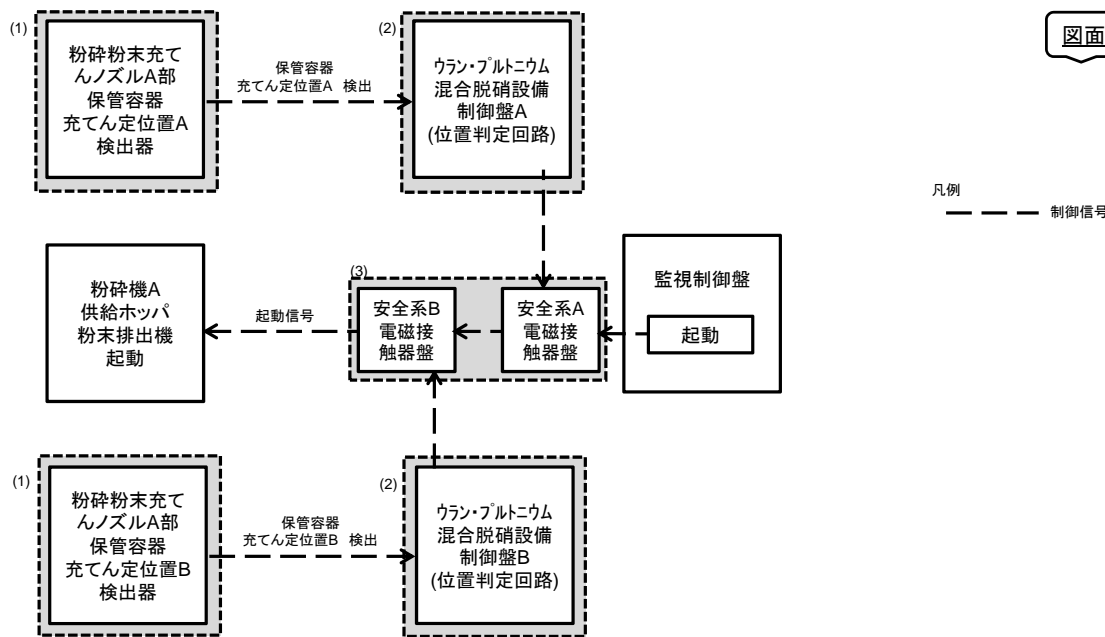 図面
(1)
粉砕粉末充て
んノズルA部
保管容器
充てん定位置A
検出器
保管容器
充てん定位置A 検出
(2)
ウラン・プルトニウム
混合脱硝設備
制御盤A
(位置判定回路)
凡例
制御信号
粉砕機A
供給ホッパ
粉末排出機
起動
起動信号
(3)
安全系B
電磁接
触器盤
安全系A
電磁接
触器盤
監視制御盤
起動
(1)
粉砕粉末充て
んノズルA部
保管容器
充てん定位置B
検出器
保管容器
充てん定位置B 検出
(2)
ウラン・プルトニウム
混合脱硝設備
制御盤B
(位置判定回路)